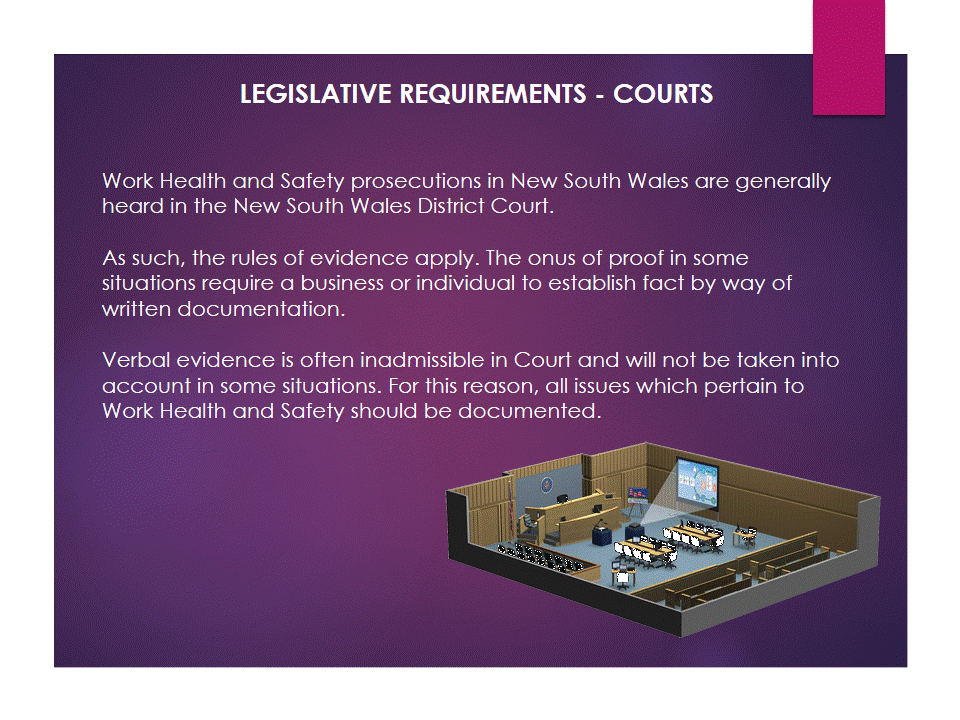 LEGISLATIVE REQUIREMENTS - COURTS
Work Health and Safety prosecutions in New South Wales are generally
heard in the New South Wales District Court.
As such, the rules of evidence apply. The onus of proof in some
situations require a business or individual to establish fact by way of
written documentation.
Verbal evidence is often inadmissible in Court and will not be taken into
account in some situations. For this reason, all issues which pertain to
Work Health and Safety should be documented.